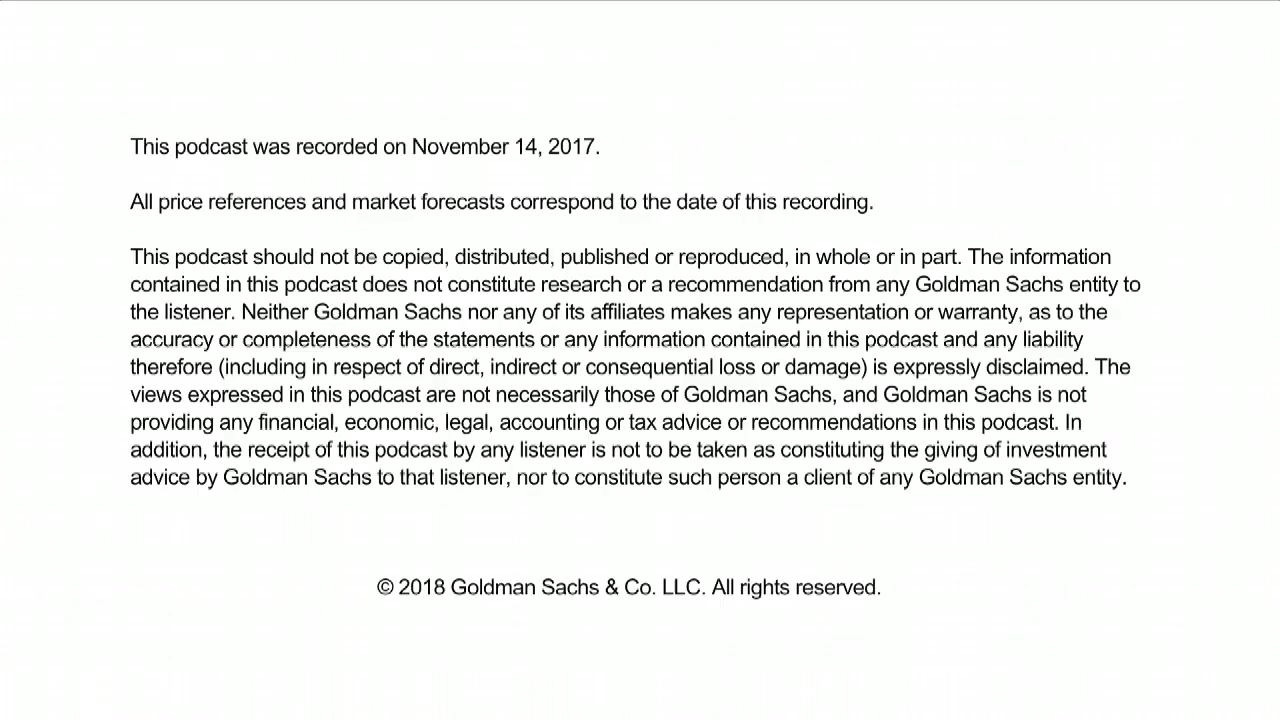 This podcast was recorded on November 14, 2017.
All price references and market forecasts correspond to the date of this recording.
This podcast should not be copied, distributed, published or reproduced, in whole or in part. The information
contained in this podcast does not constitute research or a recommendation from any Goldman Sachs entity to
the listener. Neither Goldman Sachs nor any of its affiliates makes any representation or warranty, as to the
accuracy or completeness of the statements or any information contained in this podcast and any liability
therefore (including in respect of direct, indirect or consequential loss or damage) is expressly disclaimed. The
views expressed in this podcast are not necessarily those of Goldman Sachs, and Goldman Sachs is not
providing any financial, economic, legal, accounting or tax advice or recommendations in this podcast. In
addition, the receipt of this podcast by any listener is not to be taken as constituting the giving of investment
advice by Goldman Sachs to that listener, nor to constitute such person a client of any Goldman Sachs entity.
© 2018 Goldman Sachs & Co. LLC. All rights reserved.